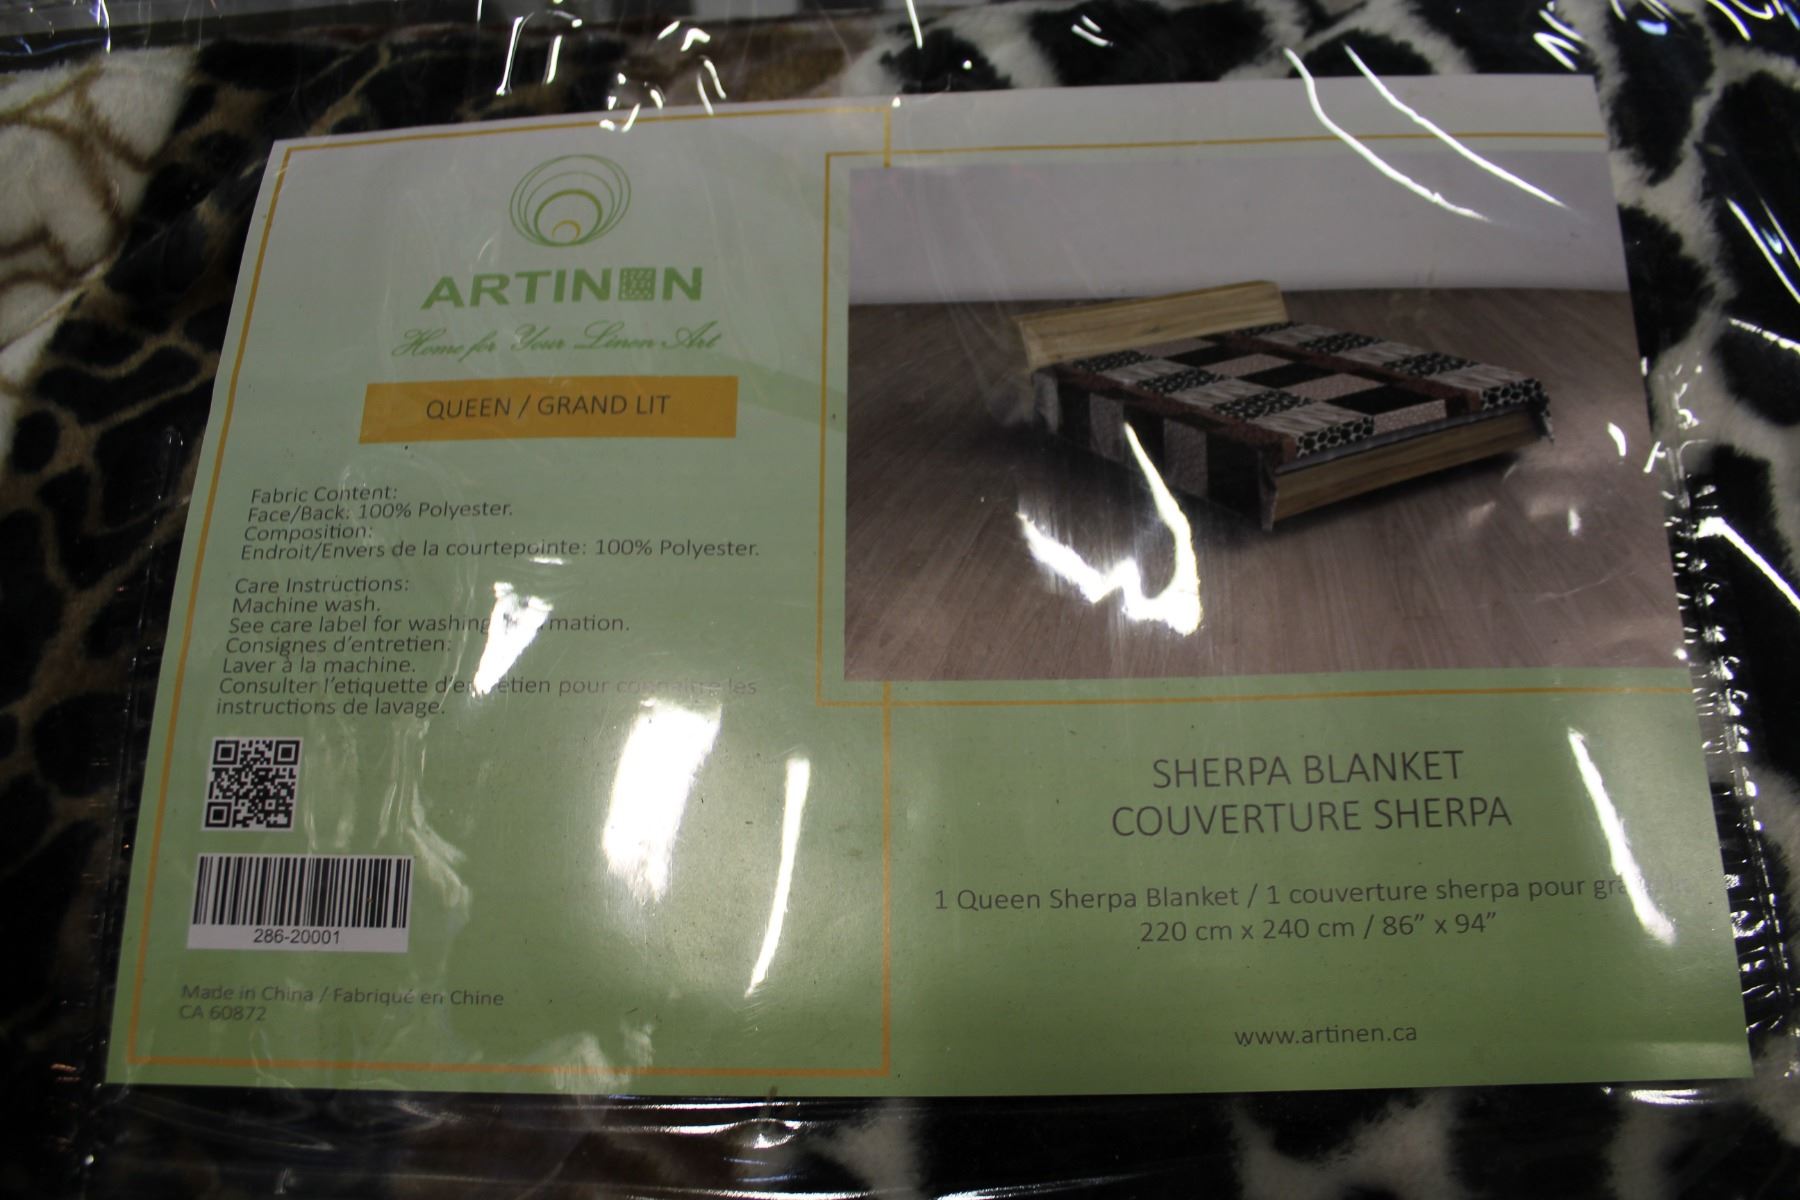 ARTINON
Home for Your Linen Art
QUEEN / GRAND LIT
Fabric Content:
Face/Back: 100% Polyester.
Composition:
Endroit/Envers de la courtepointe: 100% Polyester.
Care Instructions:
Machine wash.
See care label for washing
Consignes d'entretien:
Laver à la machine.
Consulter l'etiquette pour les
instructions de lavage.
286-20001
Made in China / Fabriqué en Chine
CA 60872
SHERPA BLANKET
COUVERTURE SHERPA
1 Queen Sherpa Blanket / 1 couverture sherpa pour
220 cm x 240 cm / 86" x 94"
www.artinen.ca